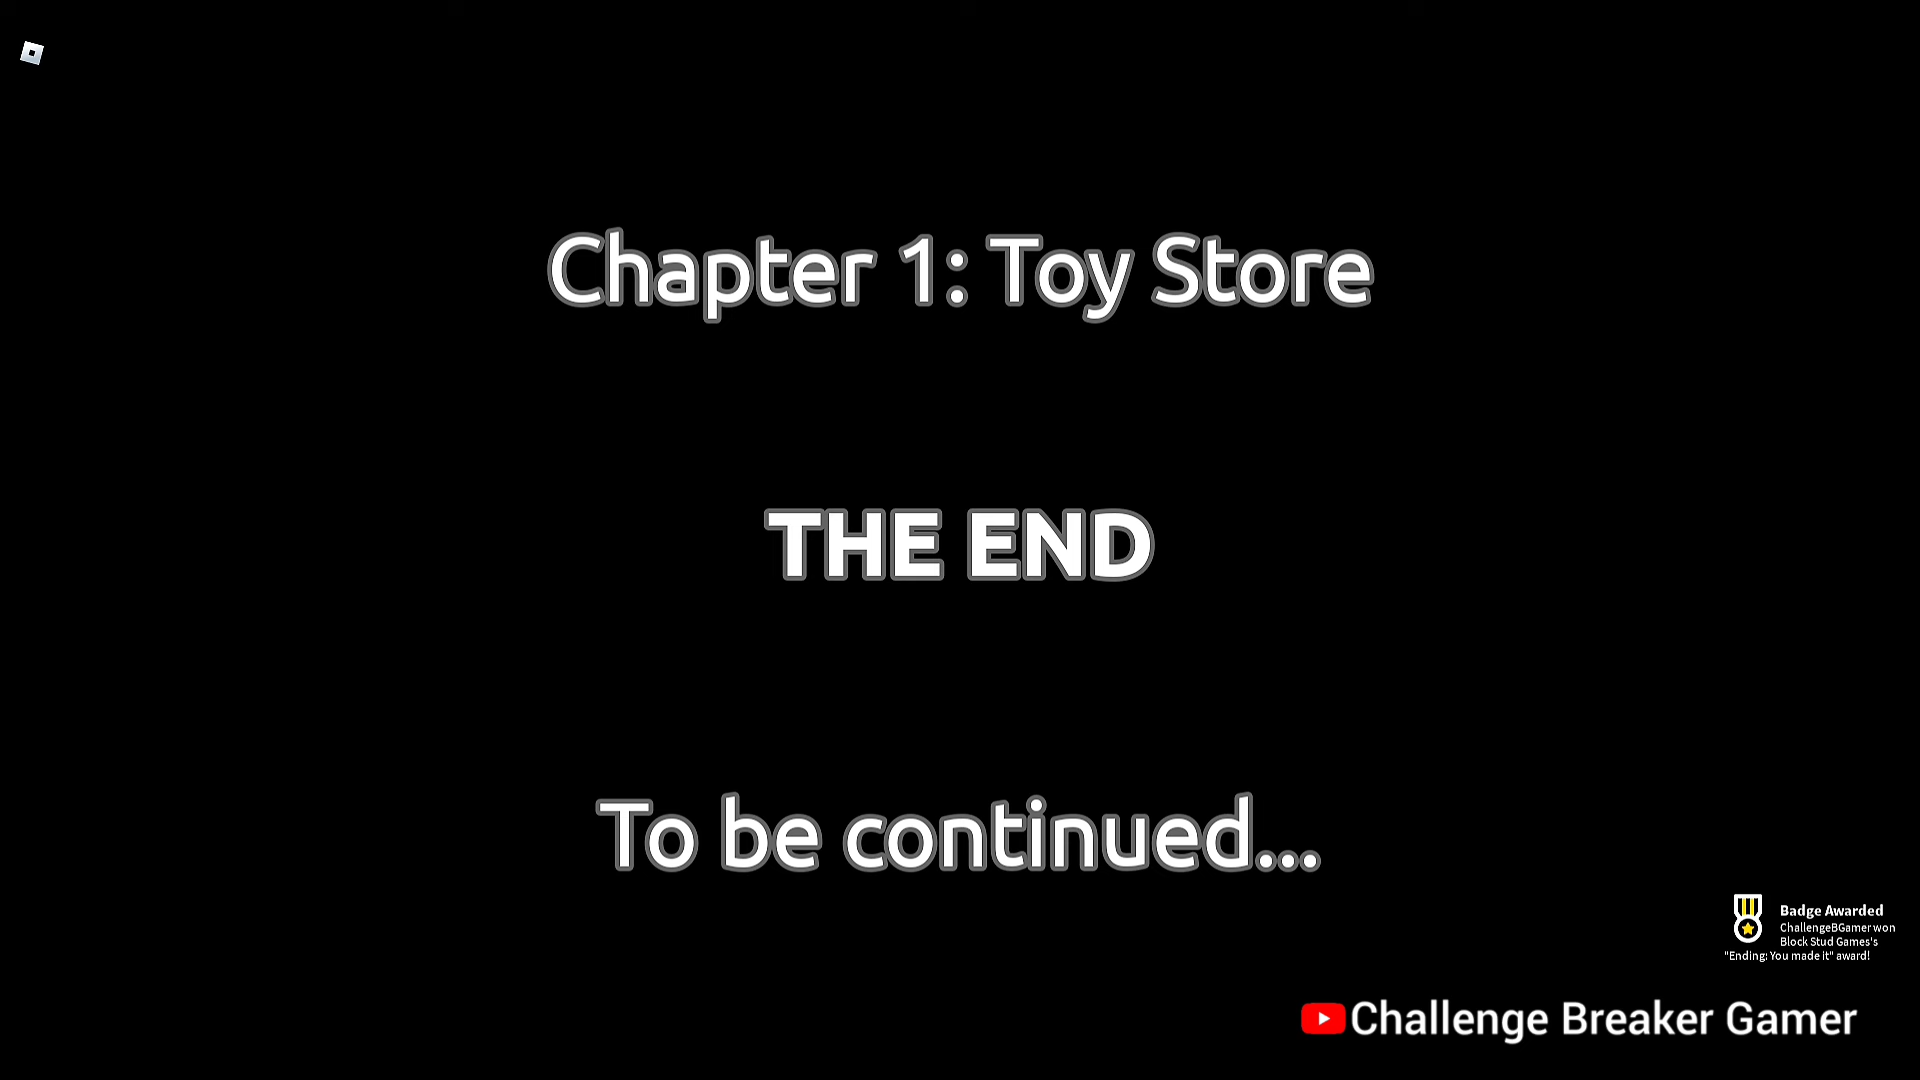 Chapter 1: Toy Store
THE END
To be continued...
Badge Awarded
ChallengeBGamer won
Block Stud Games's
"Ending: You made it" award!
Challenge Breaker Gamer